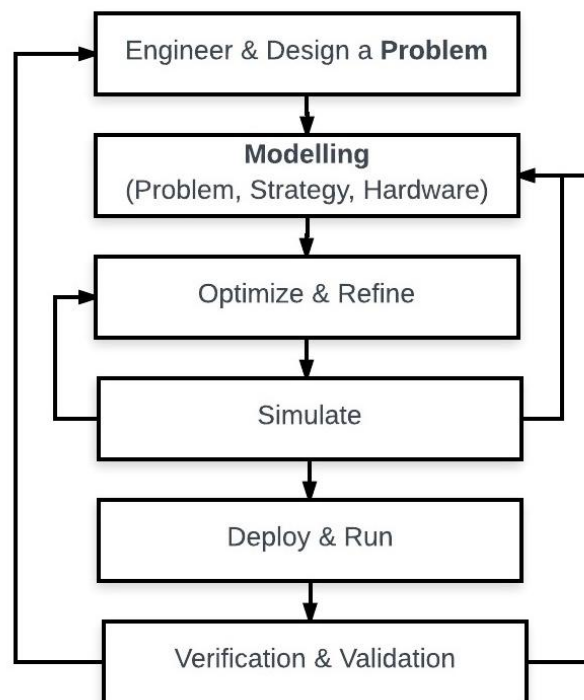 Engineer & Design a Problem
Modelling
(Problem, Strategy, Hardware)
Optimize & Refine
Simulate
Deploy & Run
Verification & Validation